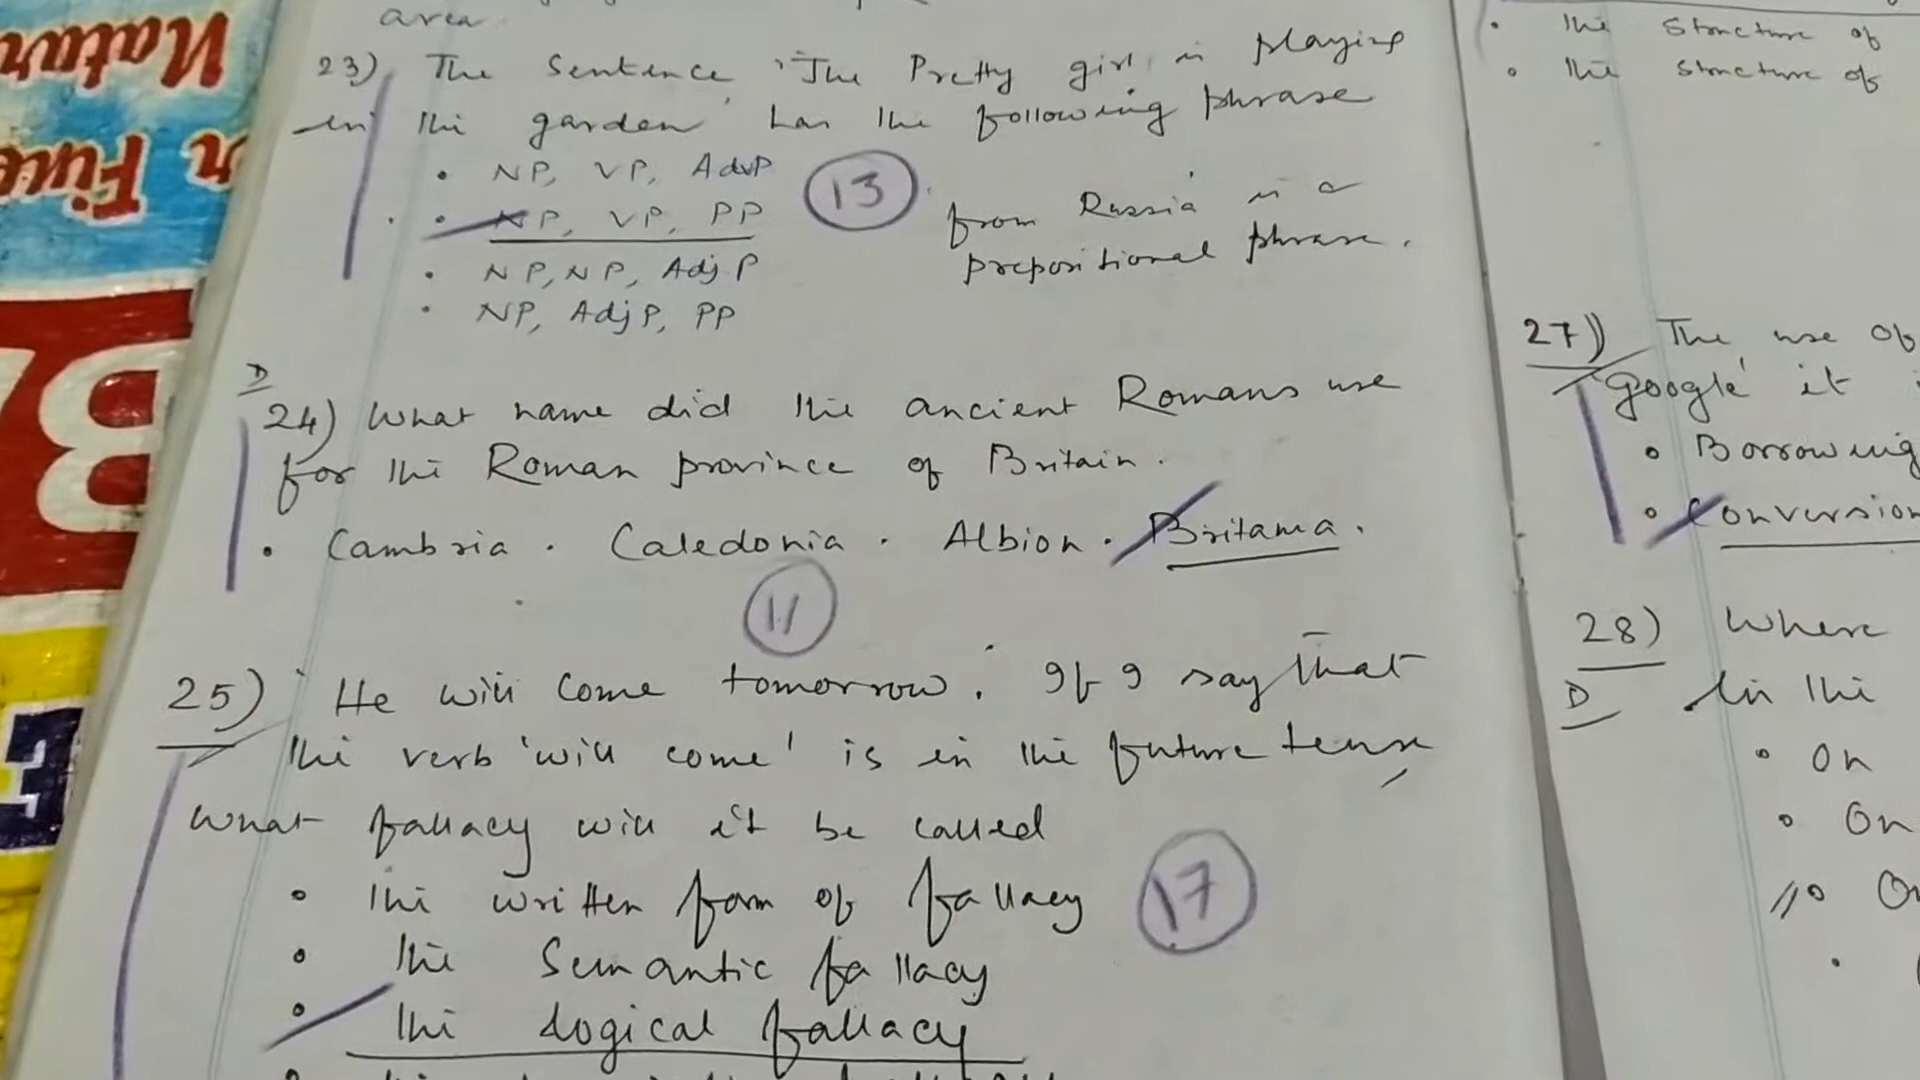 area
23) The Sentence 'The Pretty girl is playing
in the garden' has the following phrase
• NP, VP, AdvP
• NP, VP, PP
13
from Russia is a
prepositional phrase.
• NP, NP, Adj P
• NP, Adj P, PP
D
24) What name did the ancient Romans use
for the Roman province of Britain.
• Cambria • Caledonia • Albion • Britania.
11
25) 'He will come tomorrow'. If I say that
the verb 'will come' is in the future tense,
what fallacy will it be called
• the written form of fallacy
17
• the Semantic fallacy
• the Logical fallacy
• the Structure of
• the Structure of
27) The use of
'google' it
• Borrowing
• Conversion
28) Where
D In the
• On
• On
Natur
n Fine